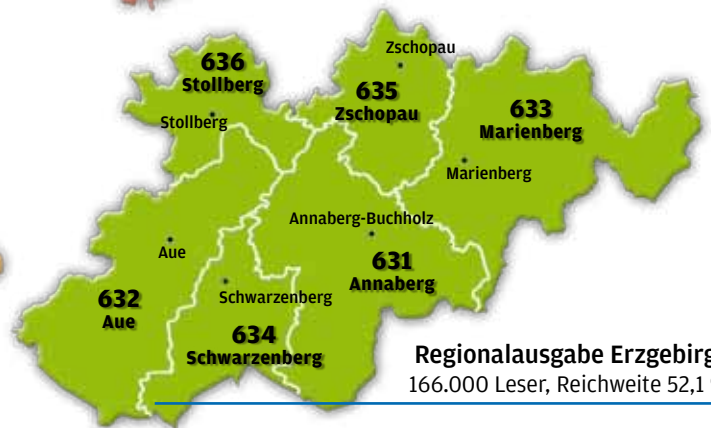 Zschopau
636
Stollberg
635
Zschopau
633
Marienberg
Stollberg
Marienberg
Annaberg-Buchholz
Aue
631
Annaberg
632
Aue
Schwarzenberg
634
Schwarzenberg
Regionalausgabe Erzgebirg
166.000 Leser, Reichweite 52,1